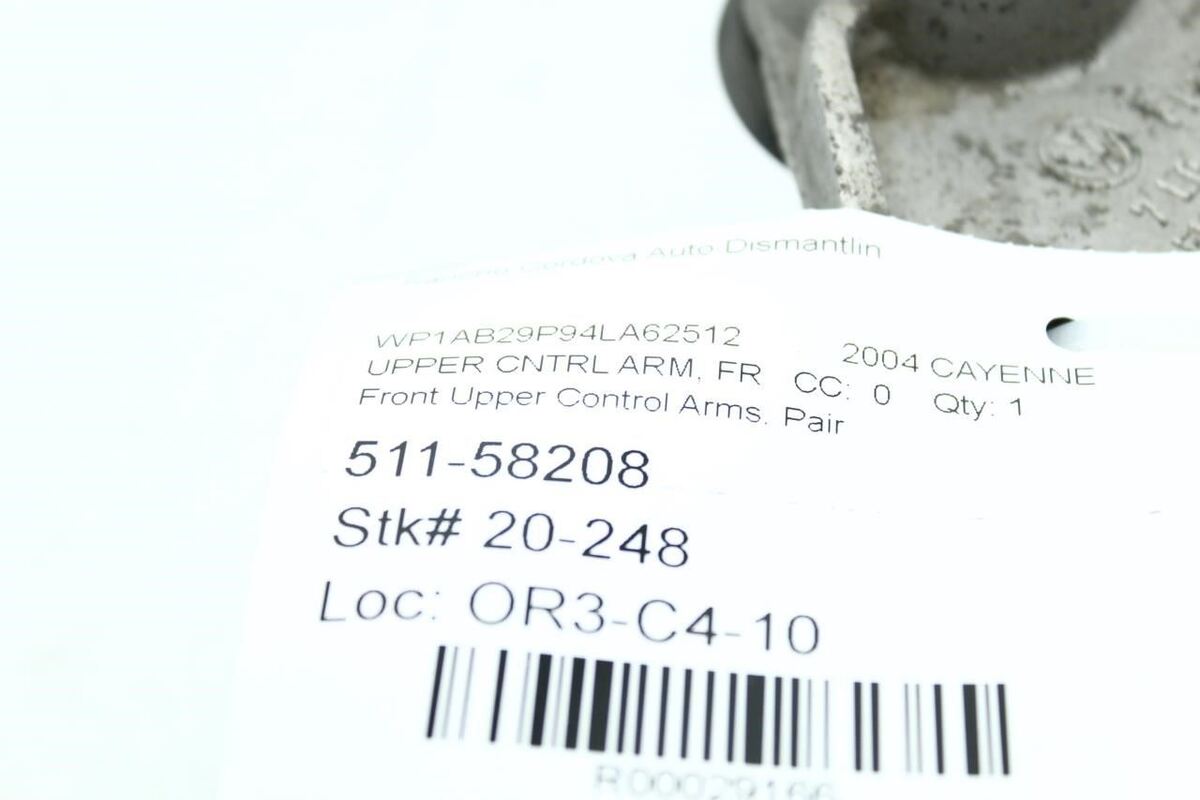 Cordova Auto Dismantlin
WP1AB29P94LA62512
2004 CAYENNE
UPPER CNTRL ARM, FR CC: 0 Qty: 1
Front Upper Control Arms, Pair
511-58208
Stk# 20-248
Loc: OR3-C4-10
R00029166